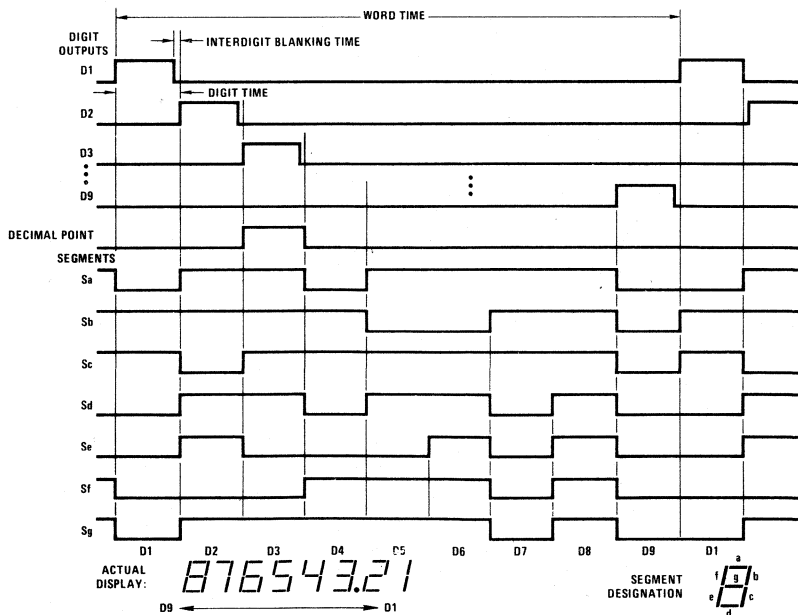 WORD TIME
DIGIT
OUTPUTS
INTERDIGIT BLANKING TIME
D1
DIGIT TIME
D2
D3
D9
DECIMAL POINT
SEGMENTS
Sa
Sb
Sc
Sd
Se
Sf
Sg
D1 D2 D3 D4 D5 D6 D7 D8 D9 D1
ACTUAL
DISPLAY:
876543.21
D9 D1
SEGMENT
DESIGNATION
a
f g b
e c
d